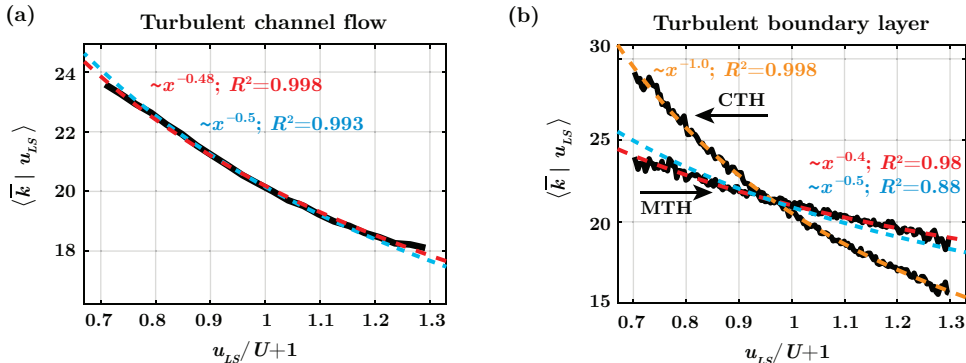 (a)
Turbulent channel flow
24
22
20
18
0.7 0.8 0.9 1 1.1 1.2 1.3
⟨k̅ | u_LS⟩
u_LS/U+1
~x^−0.48; R²=0.998
~x^−0.5; R²=0.993
(b)
Turbulent boundary layer
30
25
20
15
0.7 0.8 0.9 1 1.1 1.2 1.3
⟨k̅ | u_LS⟩
u_LS/U+1
~x^−1.0; R²=0.998
CTH
~x^−0.4; R²=0.98
~x^−0.5; R²=0.88
MTH